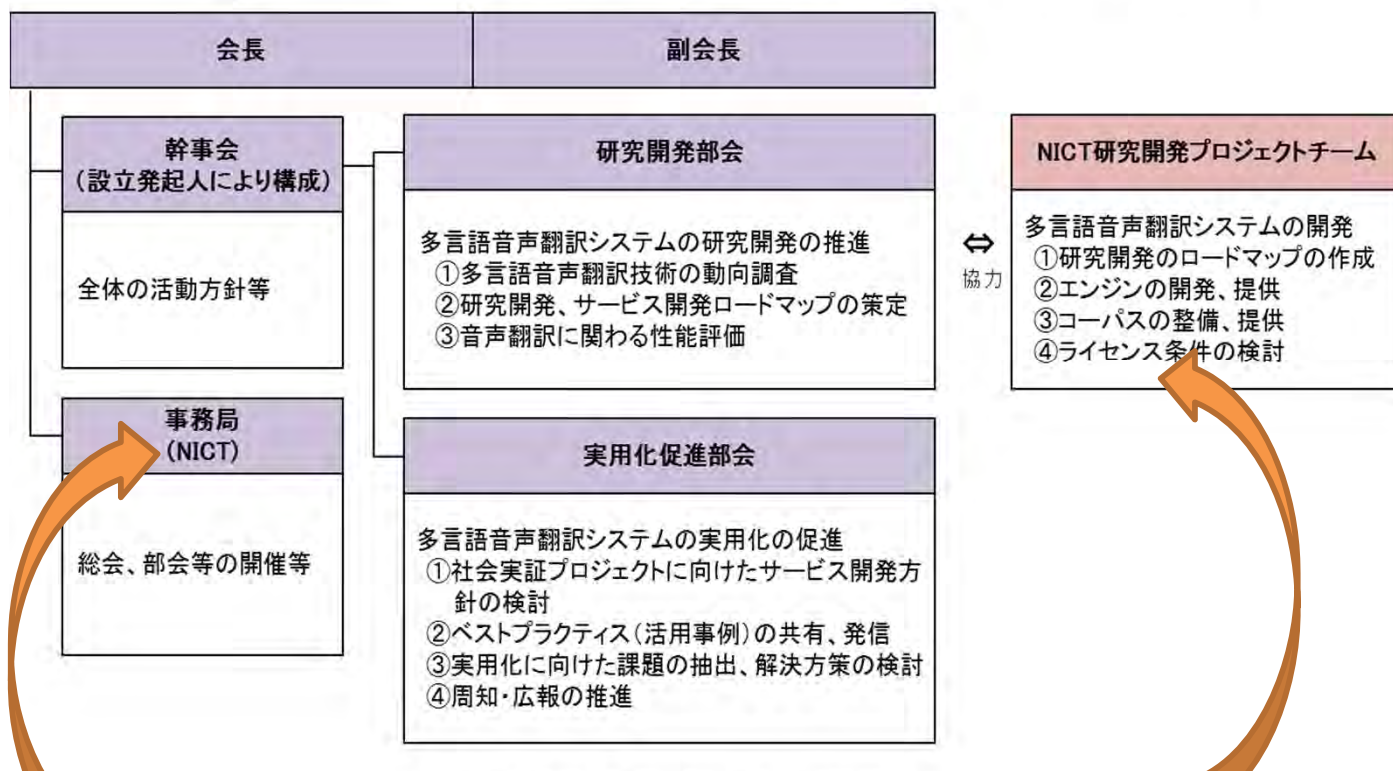 会長
副会長
幹事会
（設立発起人により構成）
全体の活動方針等
事務局
（NICT）
総会、部会等の開催等
研究開発部会
多言語音声翻訳システムの研究開発の推進
①多言語音声翻訳技術の動向調査
②研究開発、サービス開発ロードマップの策定
③音声翻訳に関わる性能評価
実用化促進部会
多言語音声翻訳システムの実用化の促進
①社会実証プロジェクトに向けたサービス開発方
針の検討
②ベストプラクティス（活用事例）の共有、発信
③実用化に向けた課題の抽出、解決方策の検討
④周知・広報の推進
⇔
協力
NICT研究開発プロジェクトチーム
多言語音声翻訳システムの開発
①研究開発のロードマップの作成
②エンジンの開発、提供
③コーパスの整備、提供
④ライセンス条件の検討